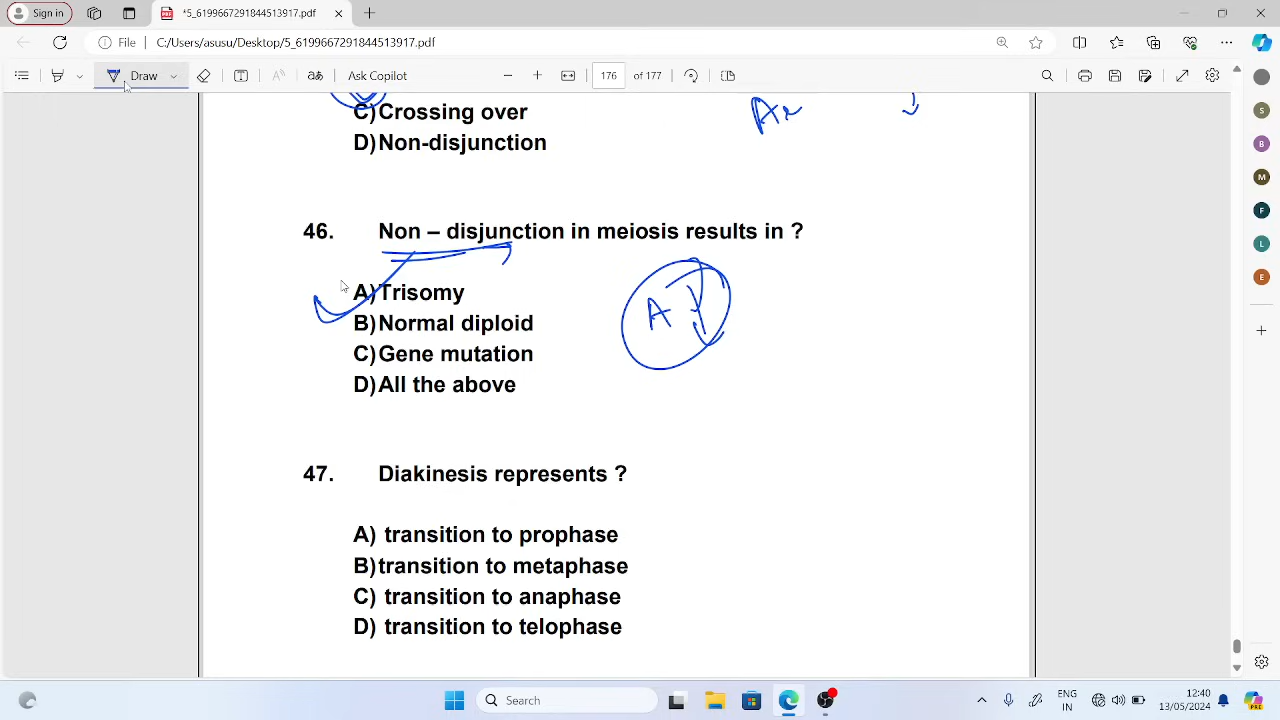 Sign in
*5_6199667291844513917.pdf
File
C:/Users/asusu/Desktop/5_6199667291844513917.pdf
Draw
Ask Copilot
176 of 177
C)Crossing over
D)Non-disjunction
46. Non – disjunction in meiosis results in ?
A)Trisomy
B)Normal diploid
C)Gene mutation
D)All the above
47. Diakinesis represents ?
A) transition to prophase
B)transition to metaphase
C) transition to anaphase
D) transition to telophase
S
B
M
F
L
E
Search
ENG
IN
12:40
13/05/2024